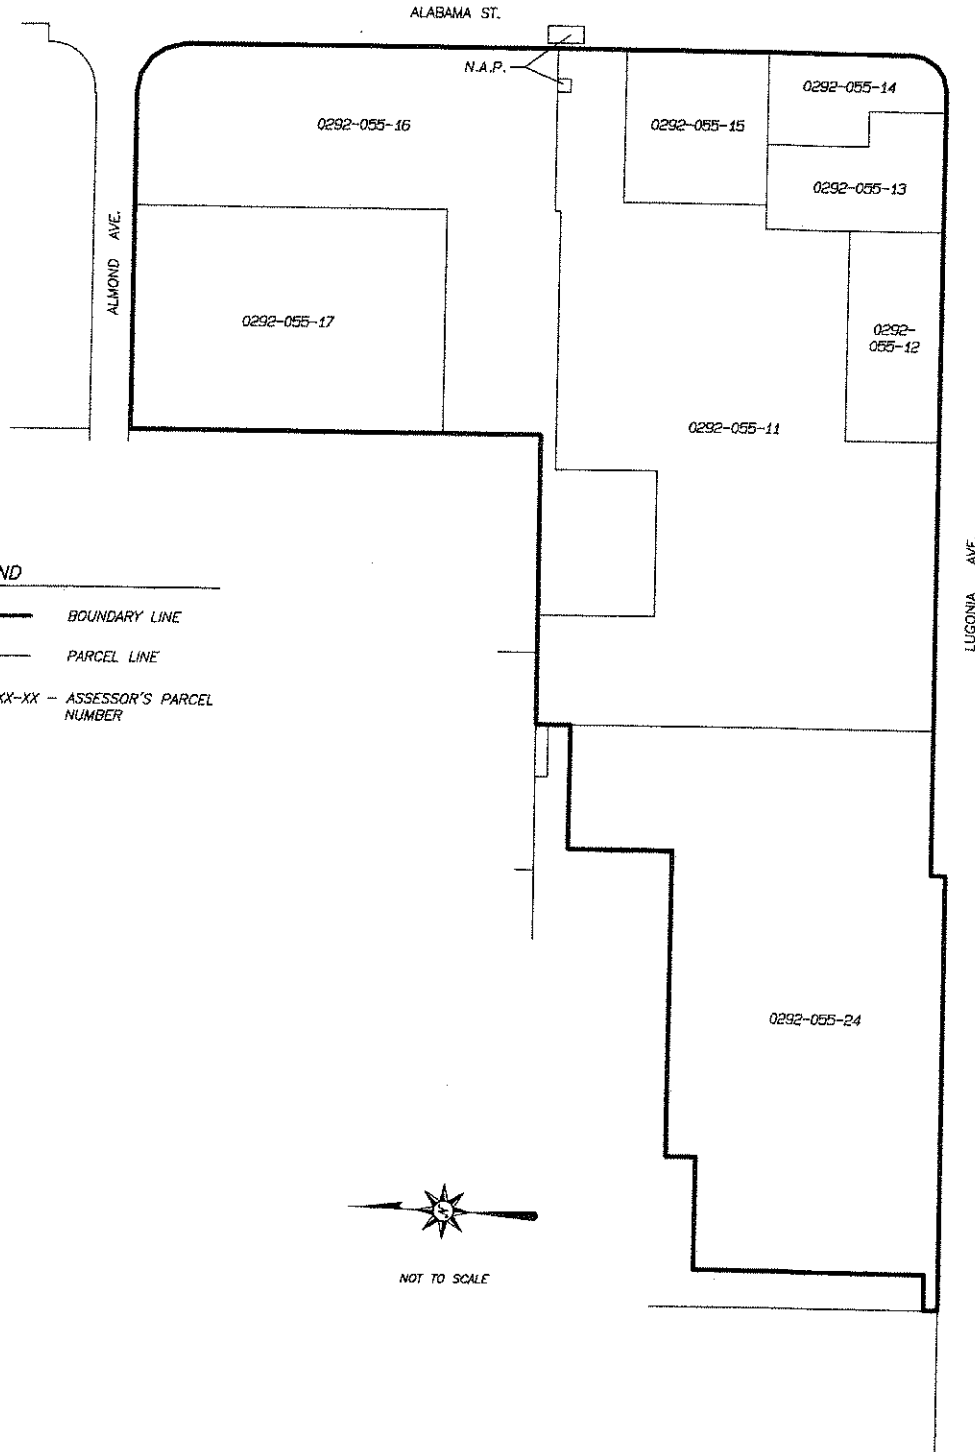 ALABAMA ST.
N.A.P.
0292-055-14
0292-055-16
0292-055-15
0292-055-13
ALMOND AVE.
0292-055-17
0292-
055-12
0292-055-11
LUGONIA AVE
ND
BOUNDARY LINE
PARCEL LINE
XX-XX - ASSESSOR'S PARCEL
NUMBER
0292-055-24
N
NOT TO SCALE